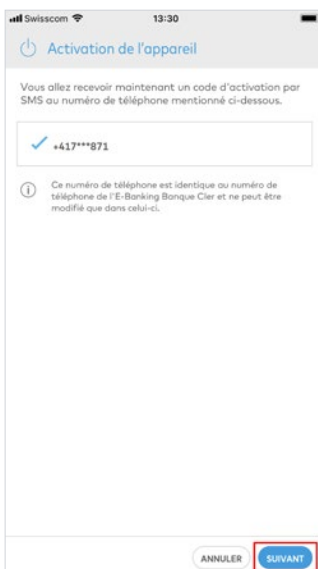 Swisscom 13:30
Activation de l'appareil
Vous allez recevoir maintenant un code d'activation par
SMS au numéro de téléphone mentionné ci-dessous.
+417***871
Ce numéro de téléphone est identique au numéro de
téléphone de l'E-Banking Banque Cler et ne peut être
modifié que dans celui-ci.
ANNULER SUIVANT